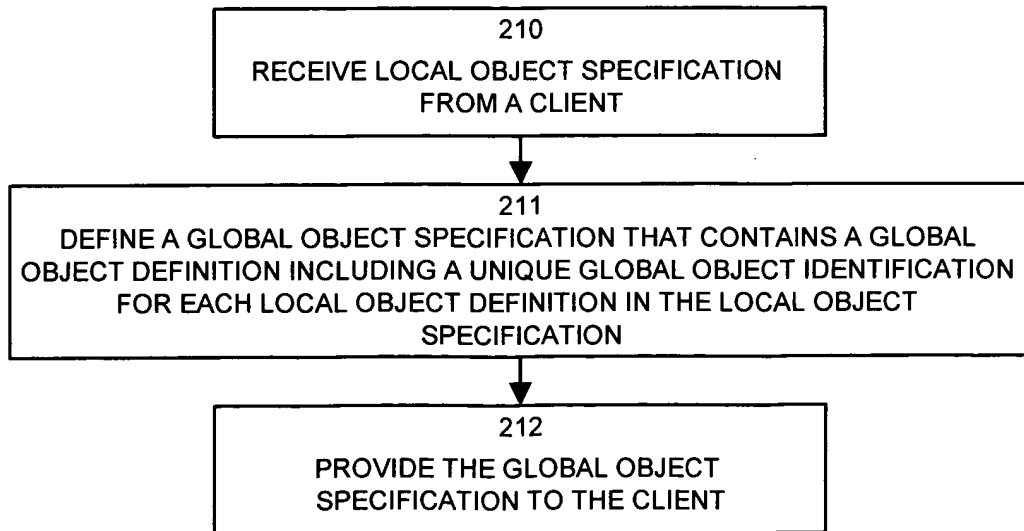 210
RECEIVE LOCAL OBJECT SPECIFICATION
FROM A CLIENT
211
DEFINE A GLOBAL OBJECT SPECIFICATION THAT CONTAINS A GLOBAL
OBJECT DEFINITION INCLUDING A UNIQUE GLOBAL OBJECT IDENTIFICATION
FOR EACH LOCAL OBJECT DEFINITION IN THE LOCAL OBJECT
SPECIFICATION
212
PROVIDE THE GLOBAL OBJECT
SPECIFICATION TO THE CLIENT